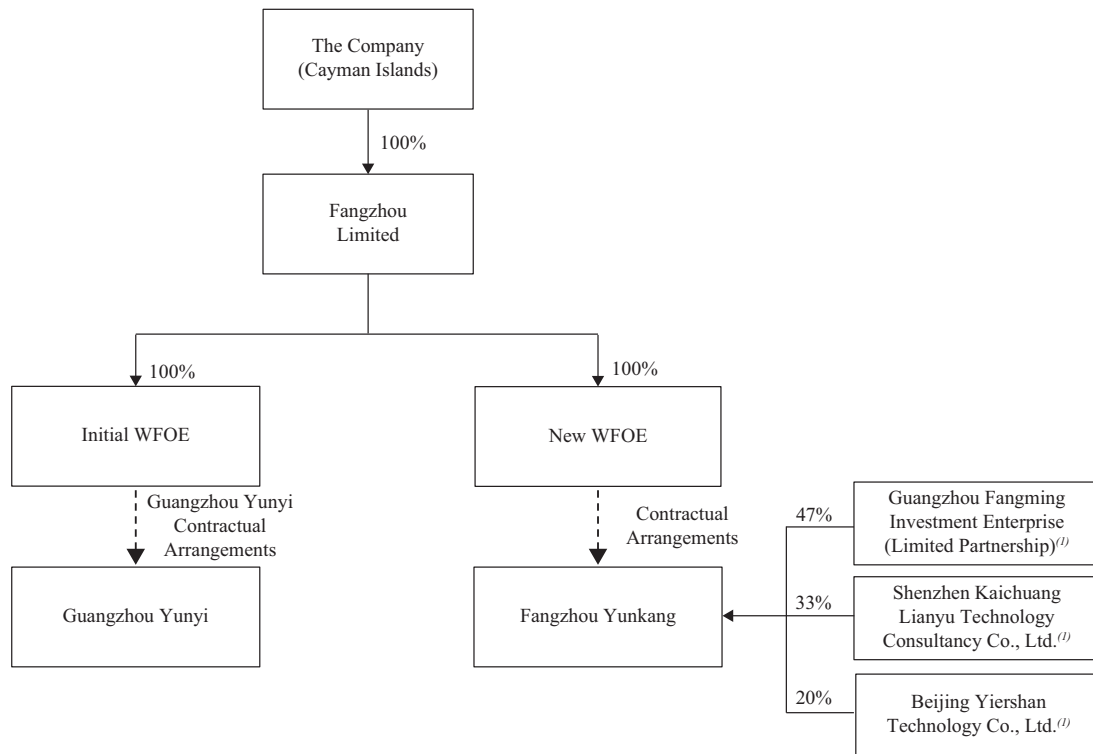 The Company
(Cayman Islands)
100%
Fangzhou
Limited
100%
100%
Initial WFOE
New WFOE
Guangzhou Yunyi
Contractual
Arrangements
Contractual
Arrangements
47%
Guangzhou Fangming
Investment Enterprise
(Limited Partnership)(1)
Guangzhou Yunyi
Fangzhou Yunkang
33%
Shenzhen Kaichuang
Lianyu Technology
Consultancy Co., Ltd.(1)
20%
Beijing Yiershan
Technology Co., Ltd.(1)